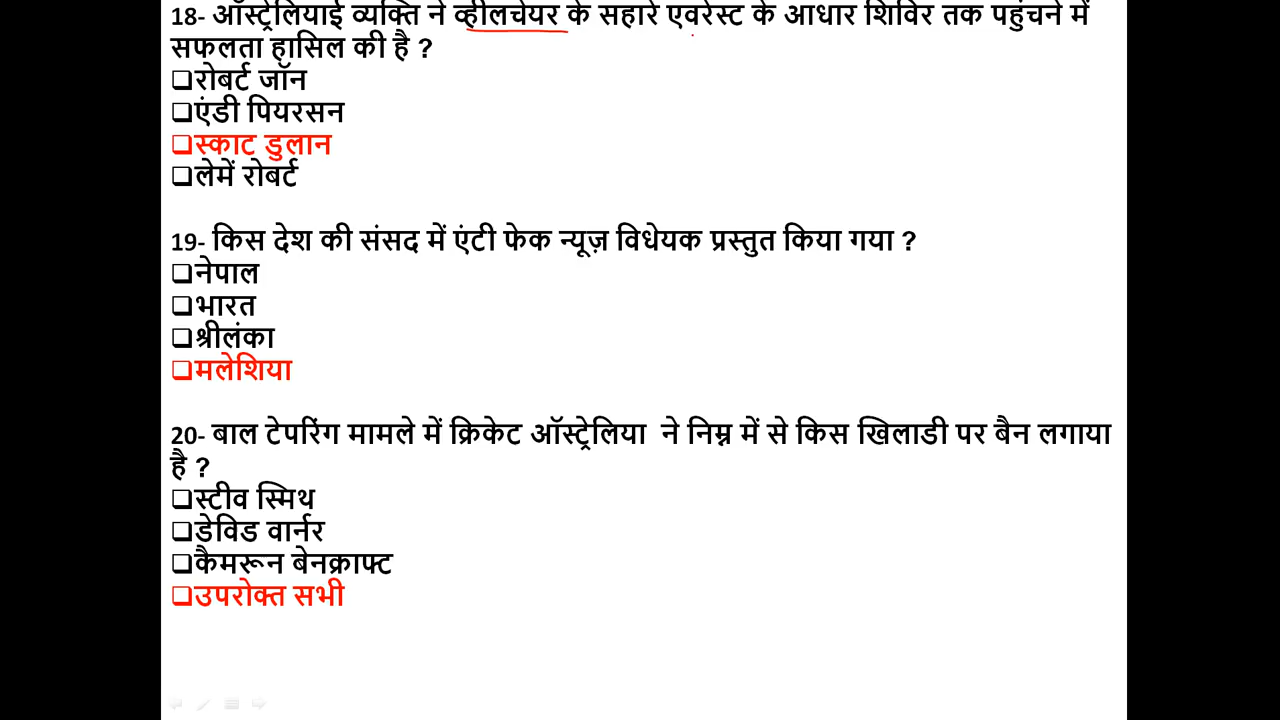 18- ऑस्ट्रेलियाई व्यक्ति ने व्हीलचेयर के सहारे एवरेस्ट के आधार शिविर तक पहुंचने में
सफलता हासिल की है ?
❑रोबर्ट जॉन
❑एंडी पियरसन
❑स्काट डुलान
❑लेमें रोबर्ट
19- किस देश की संसद में एंटी फेक न्यूज़ विधेयक प्रस्तुत किया गया ?
❑नेपाल
❑भारत
❑श्रीलंका
❑मलेशिया
20- बाल टेपरिंग मामले में क्रिकेट ऑस्ट्रेलिया ने निम्न में से किस खिलाडी पर बैन लगाया
है ?
❑स्टीव स्मिथ
❑डेविड वार्नर
❑कैमरून बेनक्राफ्ट
❑उपरोक्त सभी